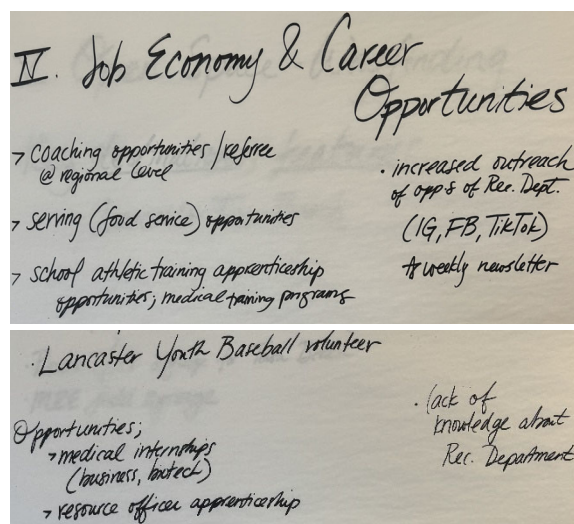 IV. Job Economy & Career
Opportunities
> Coaching opportunities / referree
@ regional level
> serving (food service) opportunities
> school athletic training apprenticeship
opportunities; medical training programs
• increased outreach
of opp's of Rec. Dept.
(IG, FB, TikTok)
☆ weekly newsletter
• Lancaster Youth Baseball volunteer
Opportunities;
> medical internships
(business, biotech)
> resource officer apprenticeship
• lack of
knowledge about
Rec. Department